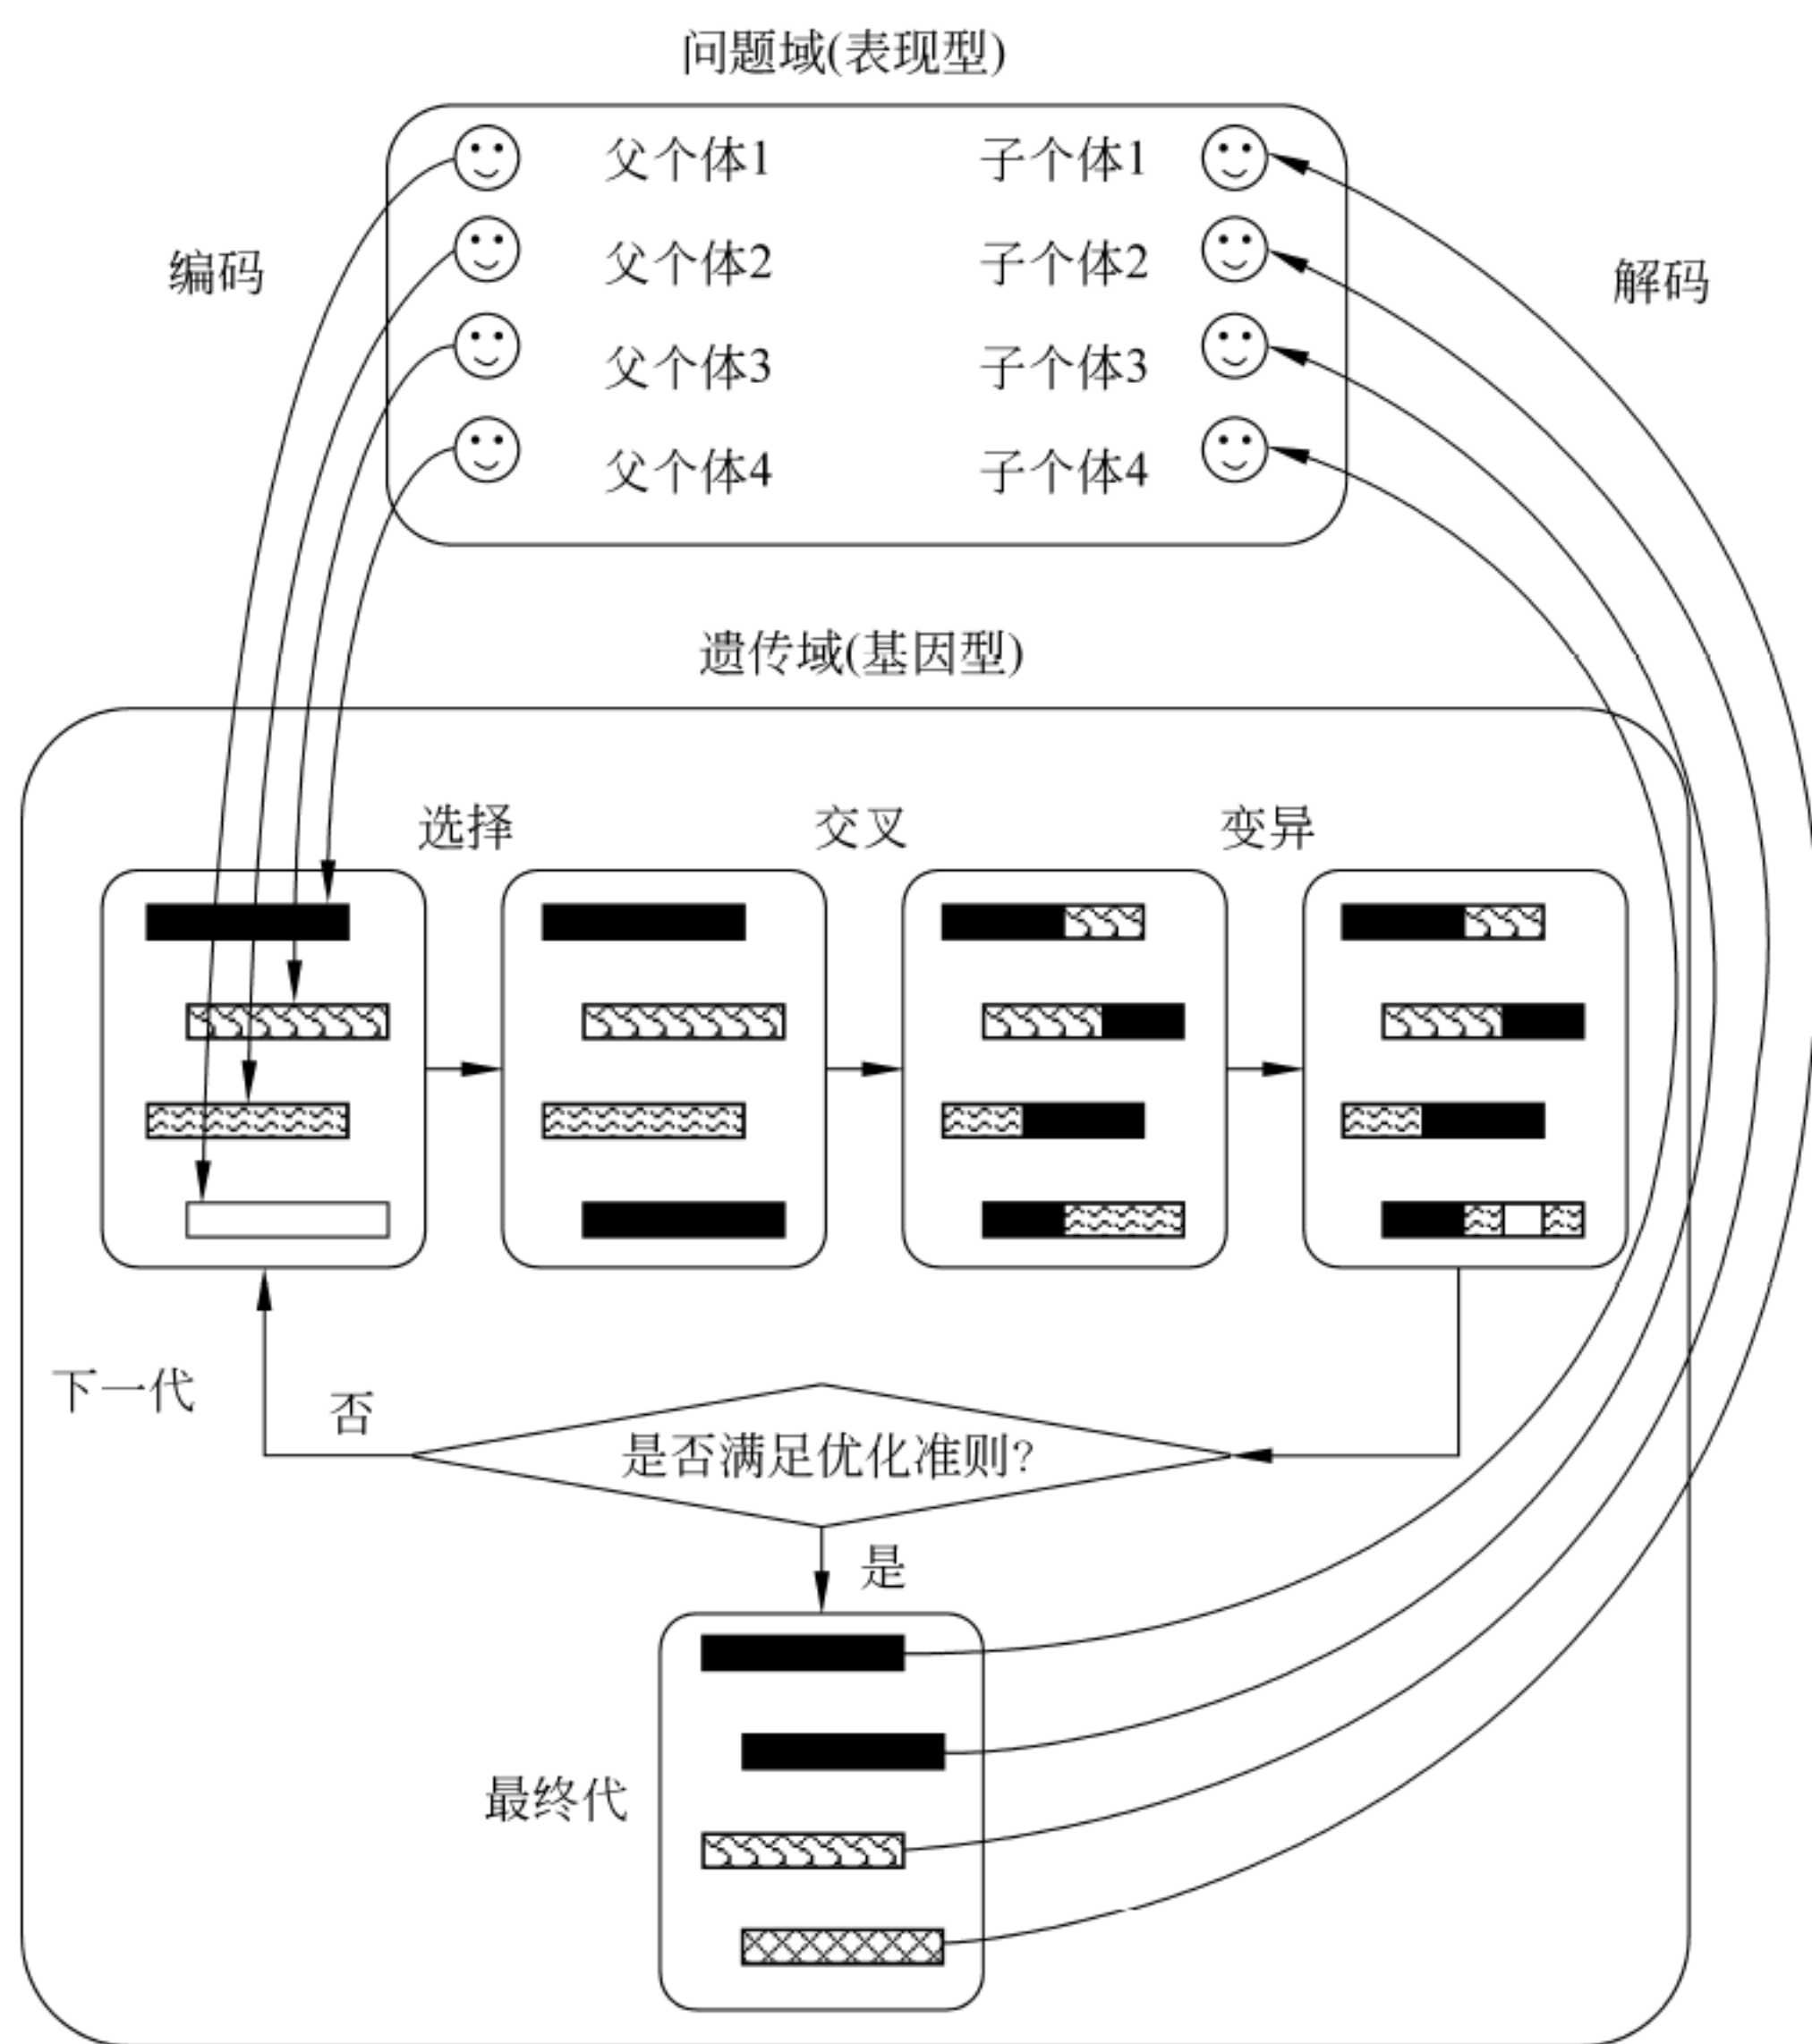 问题域(表现型)
父个体1 子个体1
父个体2 子个体2
编码 解码
父个体3 子个体3
父个体4 子个体4
遗传域(基因型)
选择 交叉 变异
下一代
否
是否满足优化准则?
是
最终代